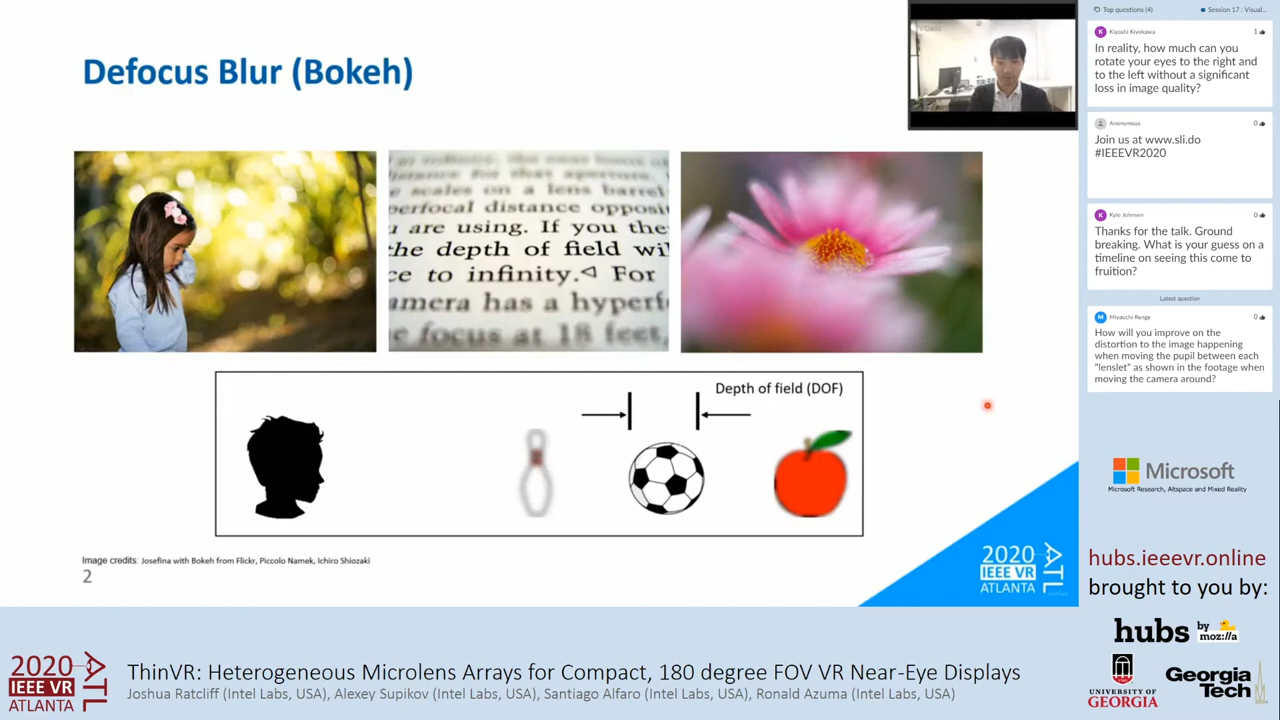 Defocus Blur (Bokeh)
distance for that aperture
e scales on a lens barrel
perfocal distance opposi
are using. If you the
the depth of field wi
ce to infinity.◁ For
amera has a hyperf
focus at 18 feet,
Depth of field (DOF)
Image credits: Josefina with Bokeh from Flickr, Piccolo Namek, Ichiro Shiozaki
2
2020
IEEE VR
ATLANTA
ATL
Top questions (4)
Session 17 : Visual...
K
Kiyoshi Kiyokawa
1
In reality, how much can you
rotate your eyes to the right and
to the left without a significant
loss in image quality?
Anonymous
0
Join us at www.sli.do
#IEEEVR2020
K
Kyle Johnsen
0
Thanks for the talk. Ground
breaking. What is your guess on a
timeline on seeing this come to
fruition?
Latest question
M
Miyauchi Renge
0
How will you improve on the
distortion to the image happening
when moving the pupil between each
"lenslet" as shown in the footage when
moving the camera around?
Microsoft
Microsoft Research, Altspace and Mixed Reality
hubs.ieeevr.online
brought to you by:
hubs by moz://a
UNIVERSITY OF
GEORGIA
Georgia
Tech
2020
IEEE VR
ATLANTA
ATL
ThinVR: Heterogeneous Microlens Arrays for Compact, 180 degree FOV VR Near-Eye Displays
Joshua Ratcliff (Intel Labs, USA), Alexey Supikov (Intel Labs, USA), Santiago Alfaro (Intel Labs, USA), Ronald Azuma (Intel Labs, USA)